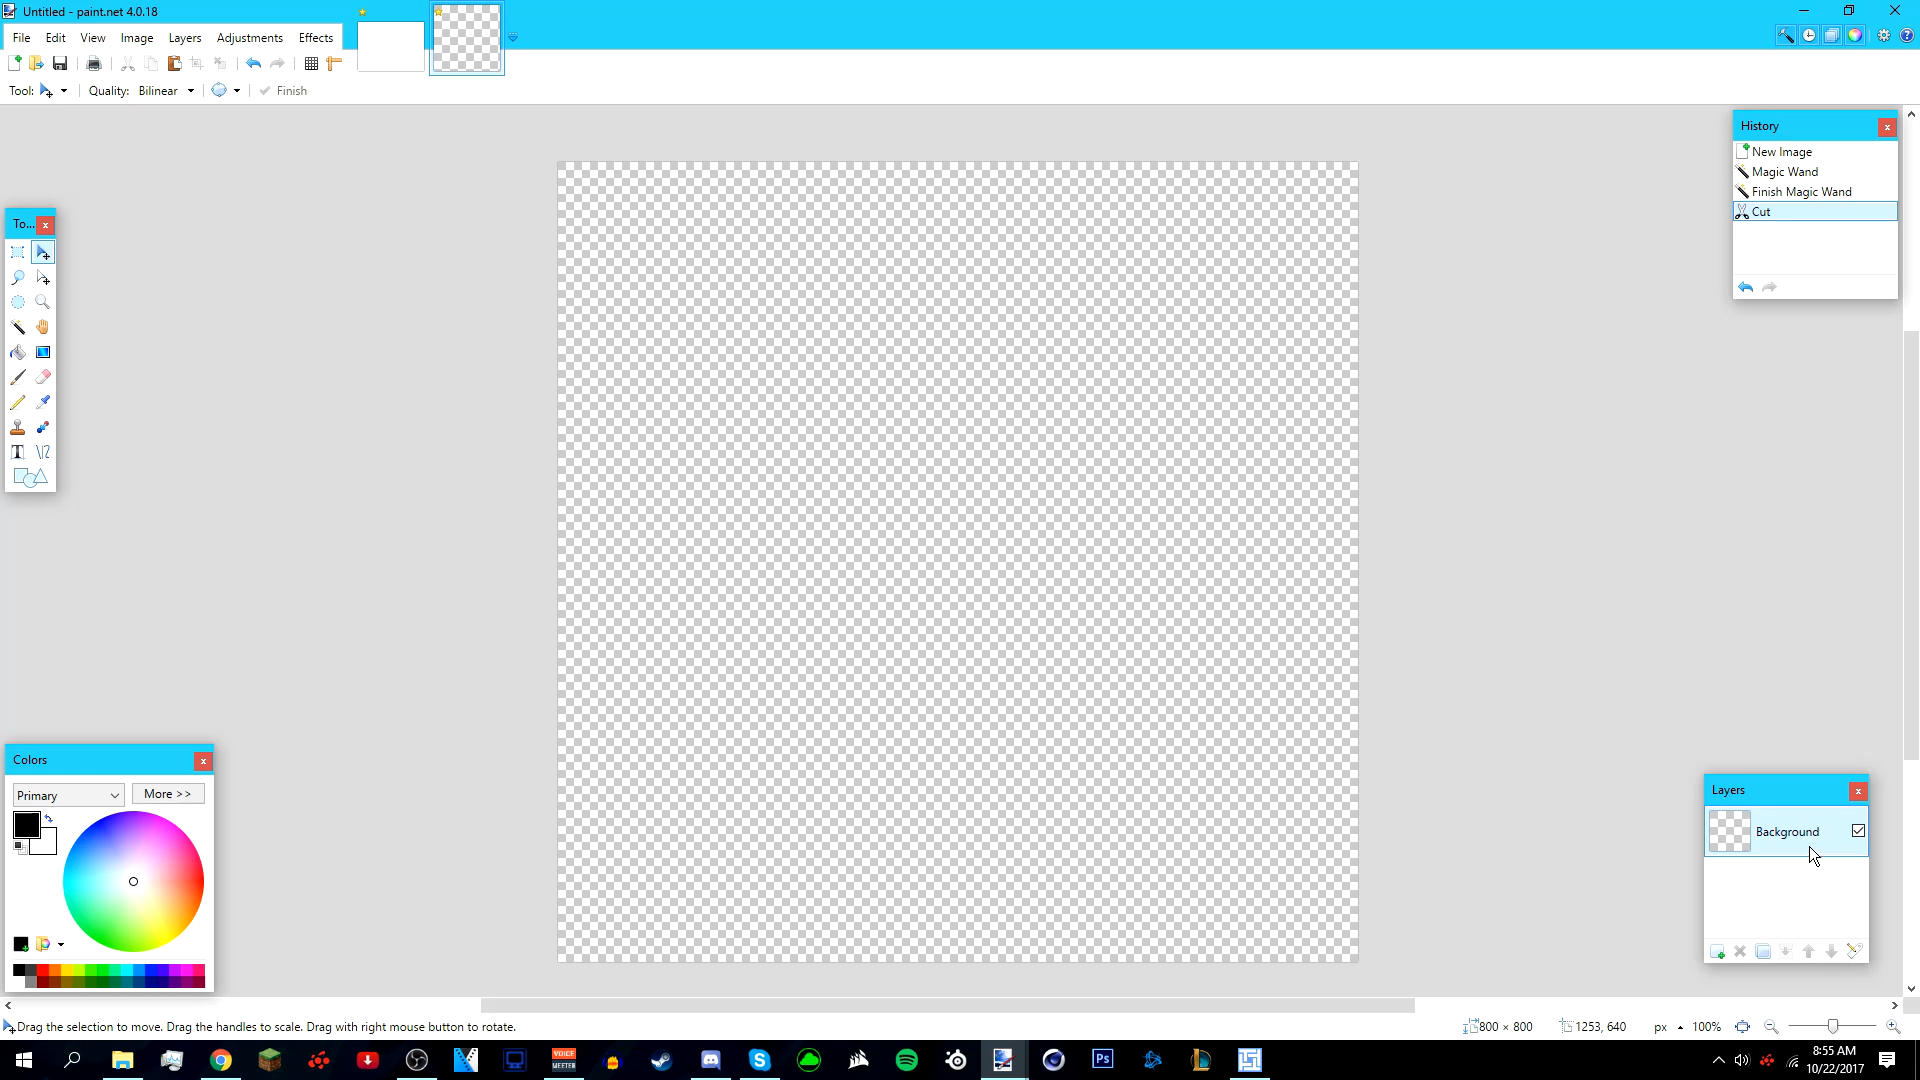 Untitled - paint.net 4.0.18
File Edit View Image Layers Adjustments Effects
Tool: Quality: Bilinear Finish
History
New Image
Magic Wand
Finish Magic Wand
Cut
To...
Colors
Primary More >>
Layers
Background
Drag the selection to move. Drag the handles to scale. Drag with right mouse button to rotate.
800 × 800 1253, 640 px 100%
VOICE
MEETER
Ps
8:55 AM
10/22/2017